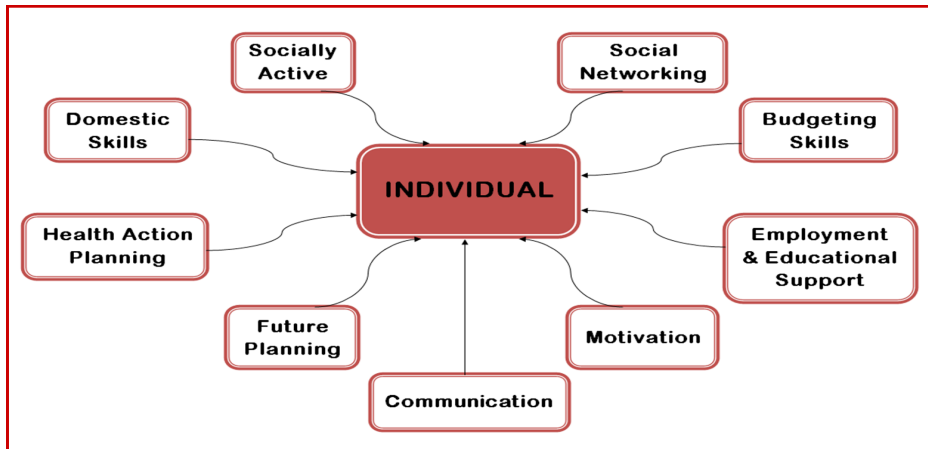 Socially
Active
Social
Networking
Domestic
Skills
Budgeting
Skills
INDIVIDUAL
Health Action
Planning
Employment
& Educational
Support
Future
Planning
Motivation
Communication